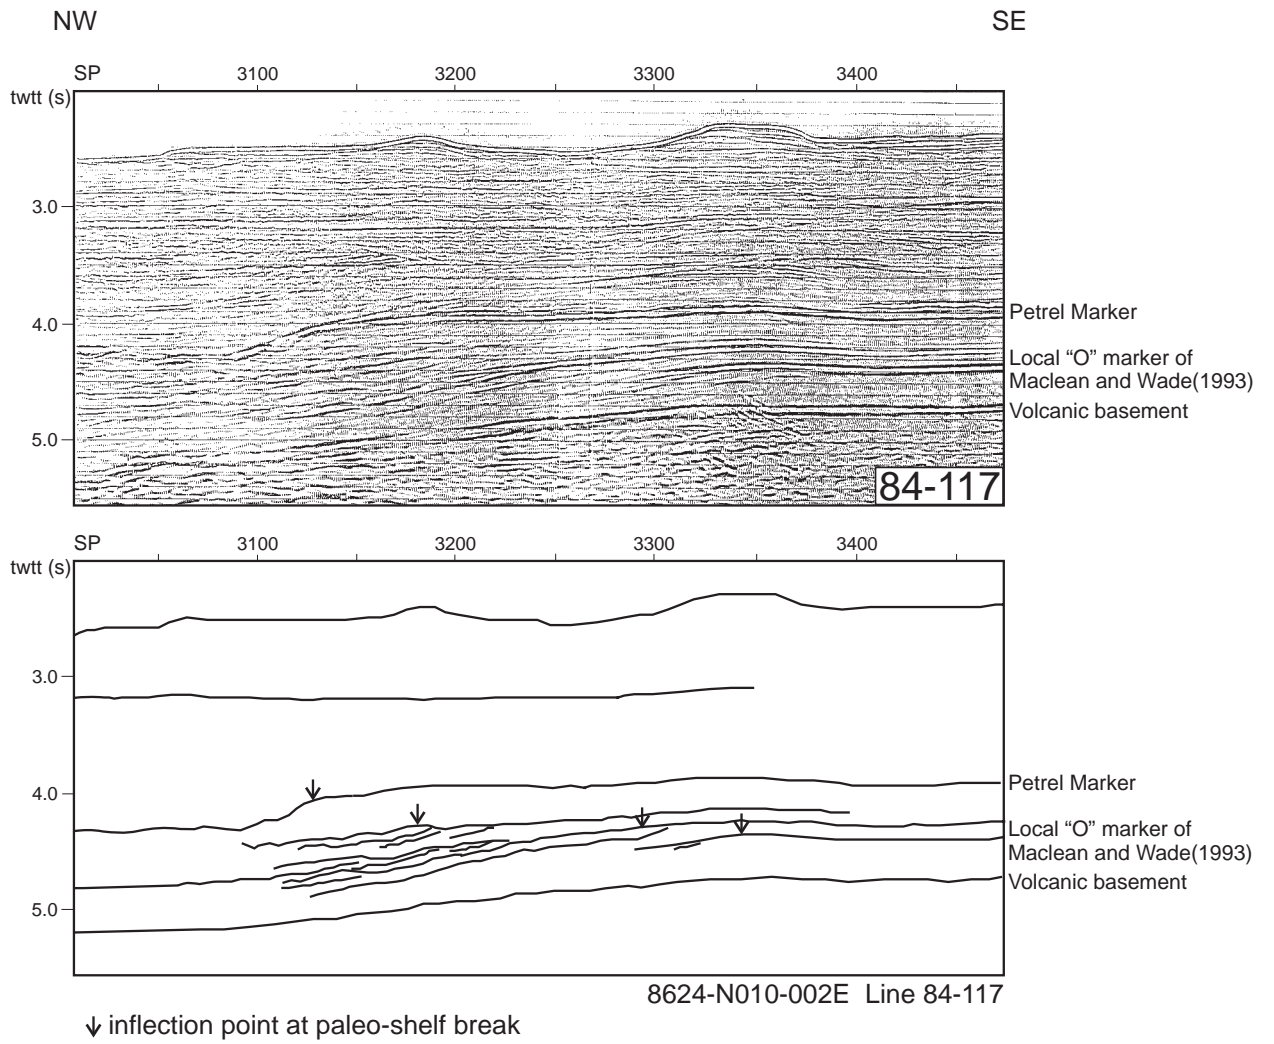 NW SE
SP 3100 3200 3300 3400
twtt (s)
3.0
4.0
5.0
Petrel Marker
Local “O” marker of
Maclean and Wade(1993)
Volcanic basement
84-117
SP 3100 3200 3300 3400
twtt (s)
3.0
4.0
5.0
Petrel Marker
Local “O” marker of
Maclean and Wade(1993)
Volcanic basement
8624-N010-002E Line 84-117
inflection point at paleo-shelf break